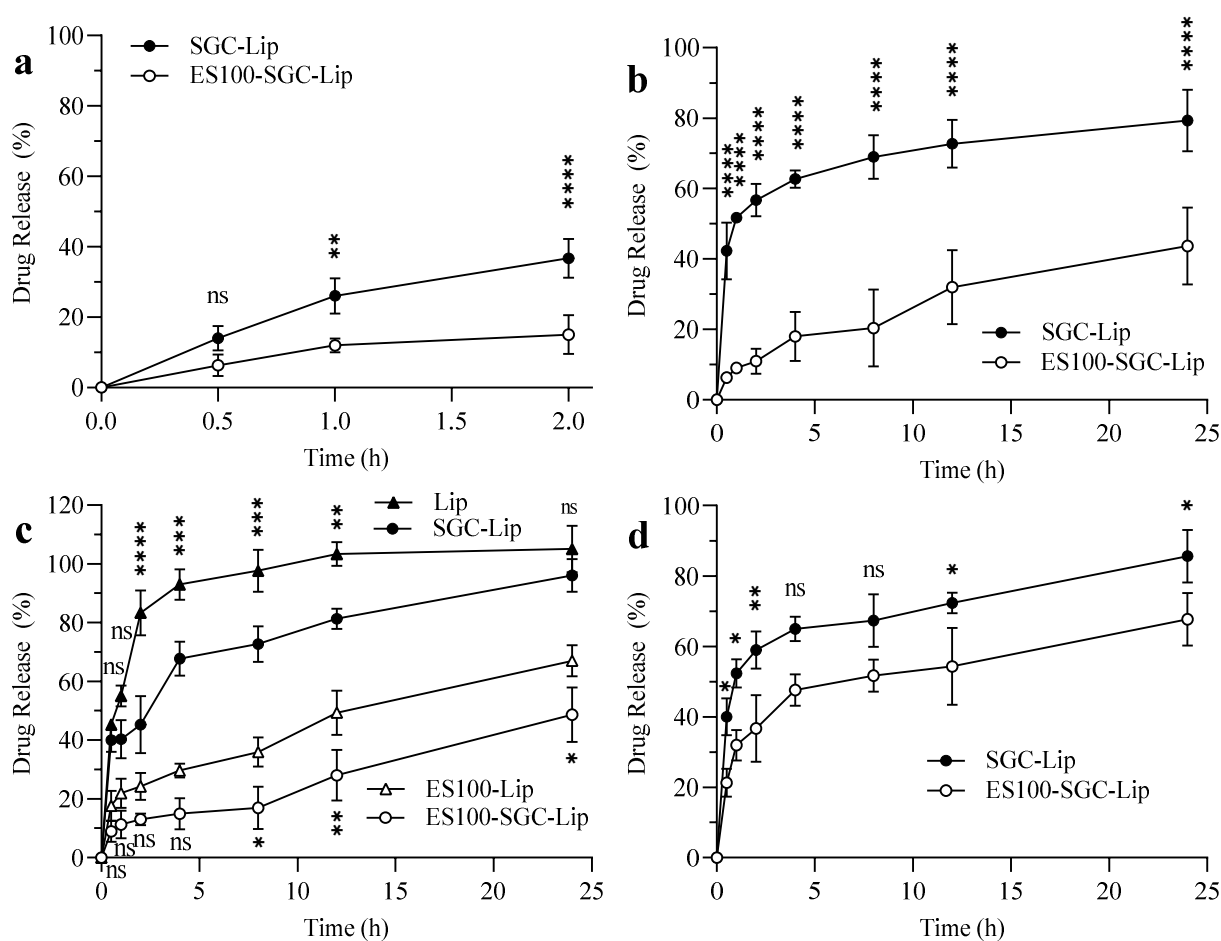 a
SGC-Lip
ES100-SGC-Lip
100
80
60
40
20
0
Drug Release (%)
ns
**
****
0.0
0.5
1.0
1.5
2.0
Time (h)
b
100
80
60
40
20
0
Drug Release (%)
****
****
****
****
****
****
****
SGC-Lip
ES100-SGC-Lip
0
5
10
15
20
25
Time (h)
c
Lip
SGC-Lip
120
100
80
60
40
20
0
Drug Release (%)
ns
ns
****
***
***
**
ns
ES100-Lip
ES100-SGC-Lip
ns
ns
ns
ns
*
**
*
0
5
10
15
20
25
Time (h)
d
100
80
60
40
20
0
Drug Release (%)
*
*
**
ns
ns
*
*
SGC-Lip
ES100-SGC-Lip
0
5
10
15
20
25
Time (h)